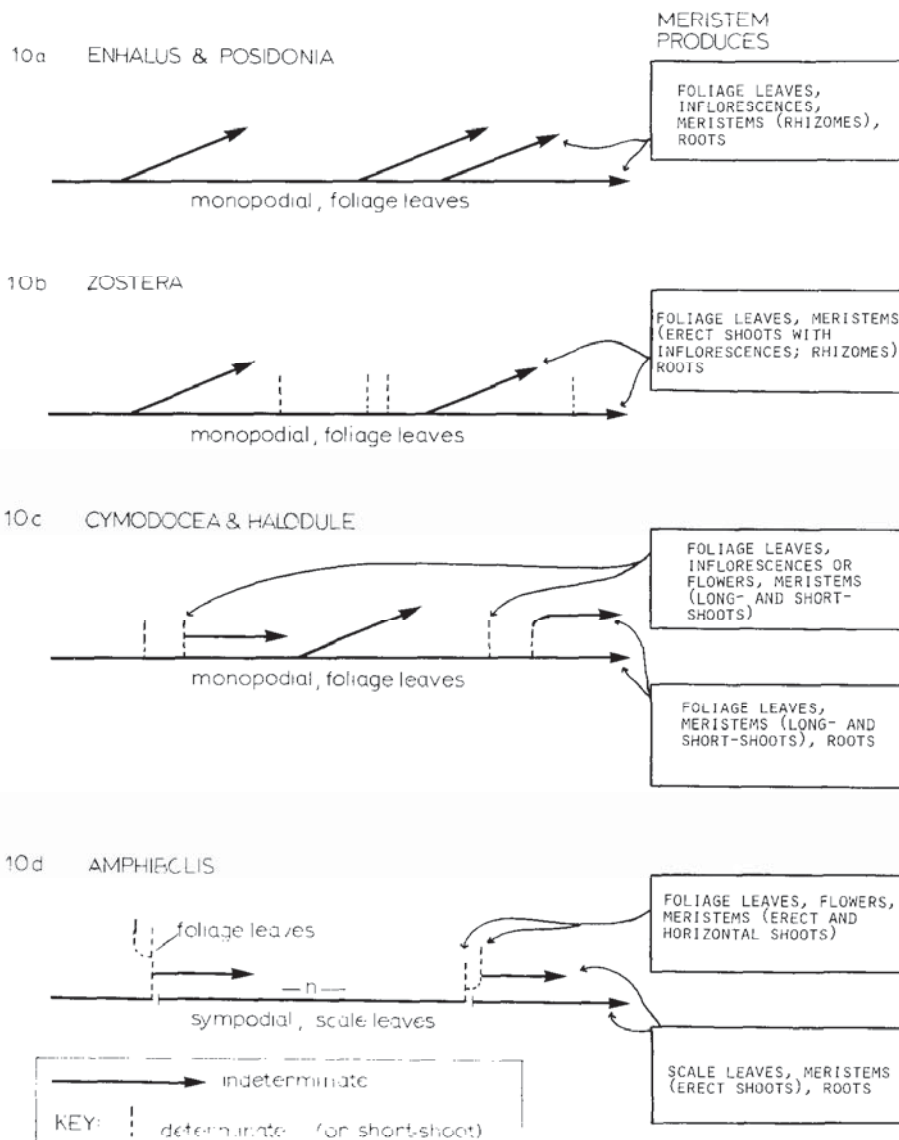 MERISTEM
PRODUCES
10a ENHALUS & POSIDONIA
FOLIAGE LEAVES,
INFLORESCENCES,
MERISTEMS (RHIZOMES),
ROOTS
monopodial, foliage leaves
10b ZOSTERA
FOLIAGE LEAVES, MERISTEMS
(ERECT SHOOTS WITH
INFLORESCENCES; RHIZOMES)
ROOTS
monopodial, foliage leaves
10c CYMODOCEA & HALODULE
FOLIAGE LEAVES,
INFLORESCENCES OR
FLOWERS, MERISTEMS
(LONG- AND SHORT-
SHOOTS)
monopodial, foliage leaves
FOLIAGE LEAVES,
MERISTEMS (LONG- AND
SHORT-SHOOTS), ROOTS
10d AMPHIBOLIS
FOLIAGE LEAVES, FLOWERS,
MERISTEMS (ERECT AND
HORIZONTAL SHOOTS)
foliage leaves
—n—
sympodial, scale leaves
SCALE LEAVES, MERISTEMS
(ERECT SHOOTS), ROOTS
indeterminate
KEY: determinate (or short-shoot)